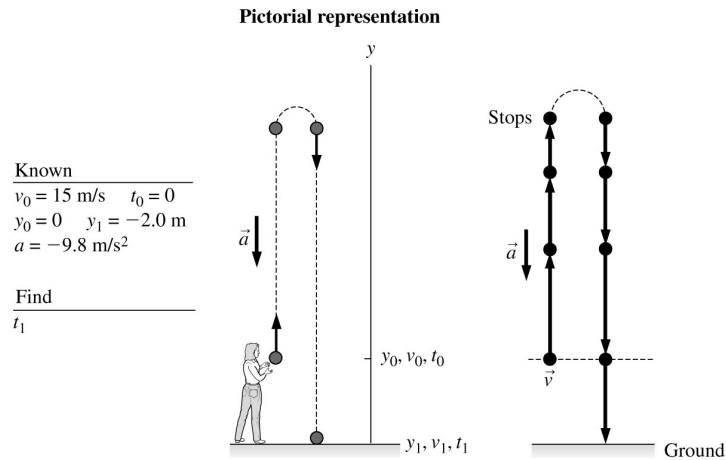 Pictorial representation
Known
v₀ = 15 m/s t₀ = 0
y₀ = 0 y₁ = −2.0 m
a = −9.8 m/s²
Find
t₁
y
a⃗
y₀, v₀, t₀
y₁, v₁, t₁
Stops
a⃗
v⃗
Ground